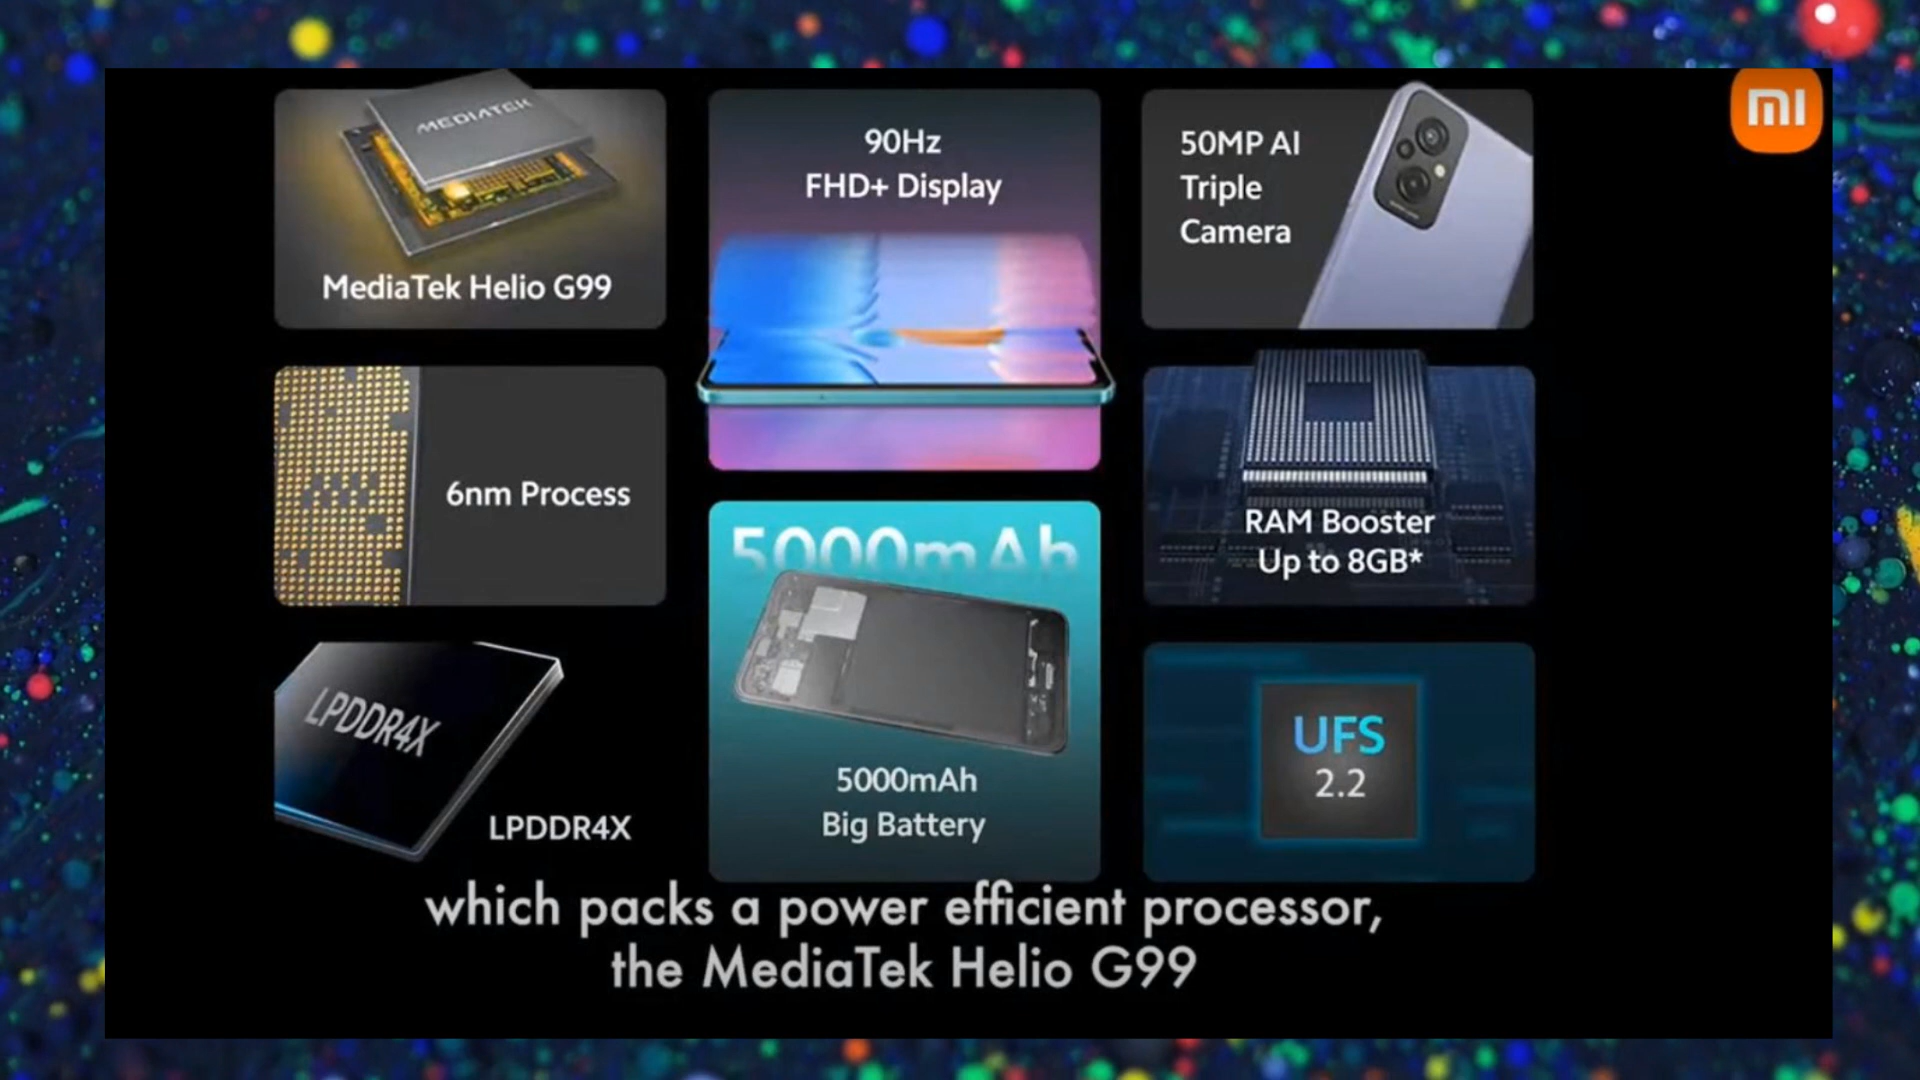 MEDIATEK
MediaTek Helio G99
90Hz
FHD+ Display
50MP AI
Triple
Camera
mi
6nm Process
RAM Booster
Up to 8GB*
5000mAh
5000mAh
Big Battery
LPDDR4X
LPDDR4X
UFS
2.2
which packs a power efficient processor,
the MediaTek Helio G99